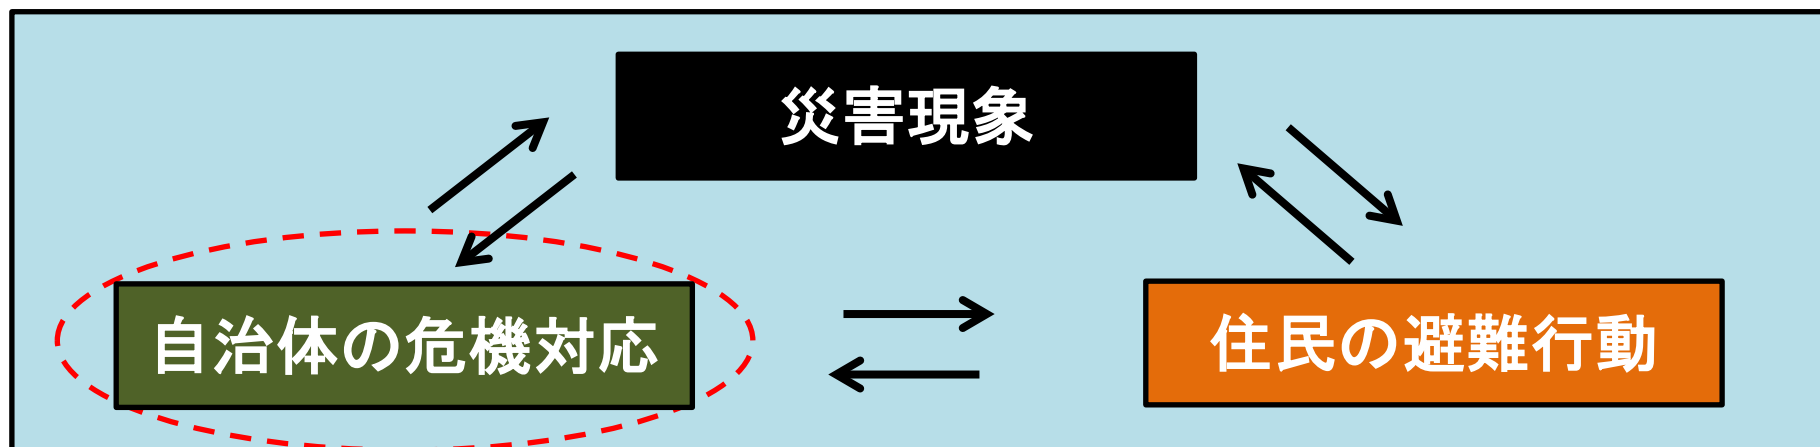 災害現象
自治体の危機対応
住民の避難行動